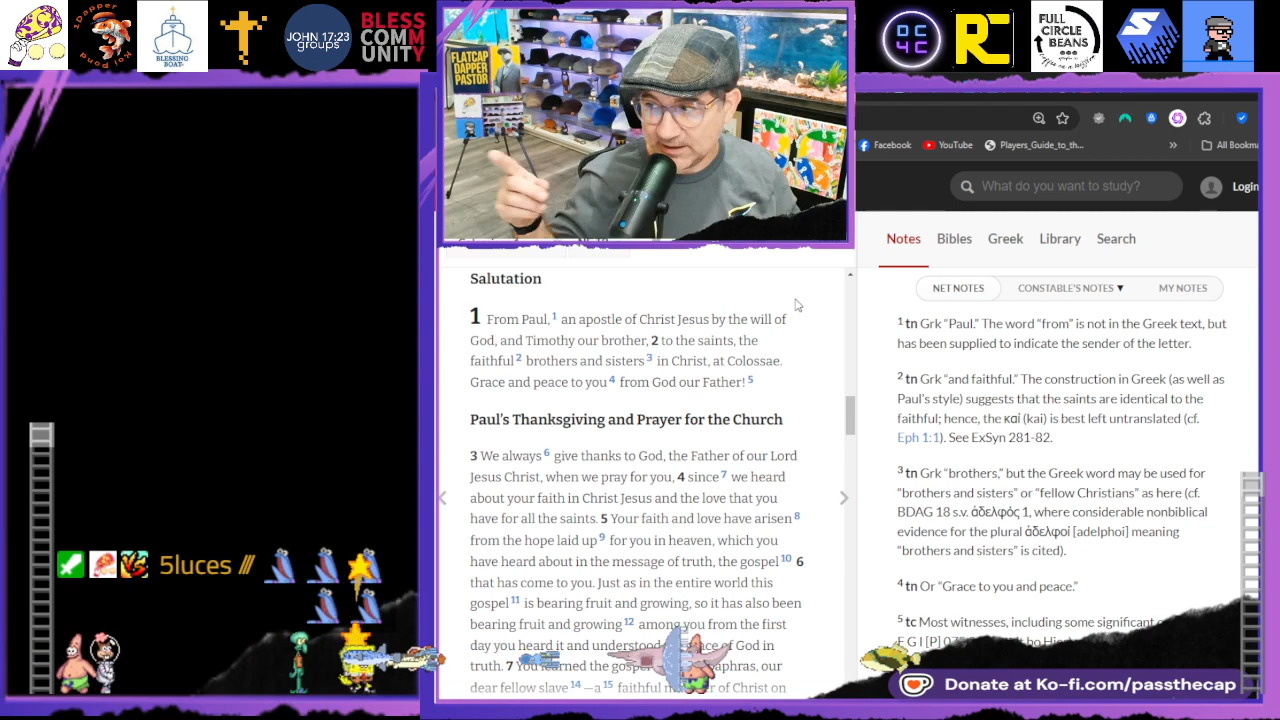 BLESSING
BOAT
JOHN 17:23
groups
BLESS
COMM
UNITY
OC
4C
RC
FULL
CIRCLE
BEANS
FLATCAP
DAPPER
PASTOR
Facebook
YouTube
Players_Guide_to_th...
»
All Bookma
What do you want to study?
Login
Notes
Bibles
Greek
Library
Search
NET NOTES
CONSTABLE'S NOTES ▼
MY NOTES
Salutation
1 From Paul, 1 an apostle of Christ Jesus by the will of
God, and Timothy our brother, 2 to the saints, the
faithful 2 brothers and sisters 3 in Christ, at Colossae.
Grace and peace to you 4 from God our Father! 5
Paul's Thanksgiving and Prayer for the Church
3 We always 6 give thanks to God, the Father of our Lord
Jesus Christ, when we pray for you, 4 since 7 we heard
about your faith in Christ Jesus and the love that you
have for all the saints. 5 Your faith and love have arisen 8
from the hope laid up 9 for you in heaven, which you
have heard about in the message of truth, the gospel 10 6
that has come to you. Just as in the entire world this
gospel 11 is bearing fruit and growing, so it has also been
bearing fruit and growing 12 among you from the first
day you heard it and understood of God in
truth. 7 You learned the our
dear fellow slave 14 —a 15 faithful of Christ on
1 tn Grk “Paul.” The word “from” is not in the Greek text, but
has been supplied to indicate the sender of the letter.
2 tn Grk “and faithful.” The construction in Greek (as well as
Paul's style) suggests that the saints are identical to the
faithful; hence, the καί (kai) is best left untranslated (cf.
Eph 1:1). See ExSyn 281-82.
3 tn Grk “brothers,” but the Greek word may be used for
“brothers and sisters” or “fellow Christians” as here (cf.
BDAG 18 s.v. ἀδελφός 1, where considerable nonbiblical
evidence for the plural ἀδελφοί [adelphoi] meaning
“brothers and sisters” is cited).
4 tn Or “Grace to you and peace.”
5 tc Most witnesses, including some significant
5luces ///
Donate at Ko-fi.com/passthecap